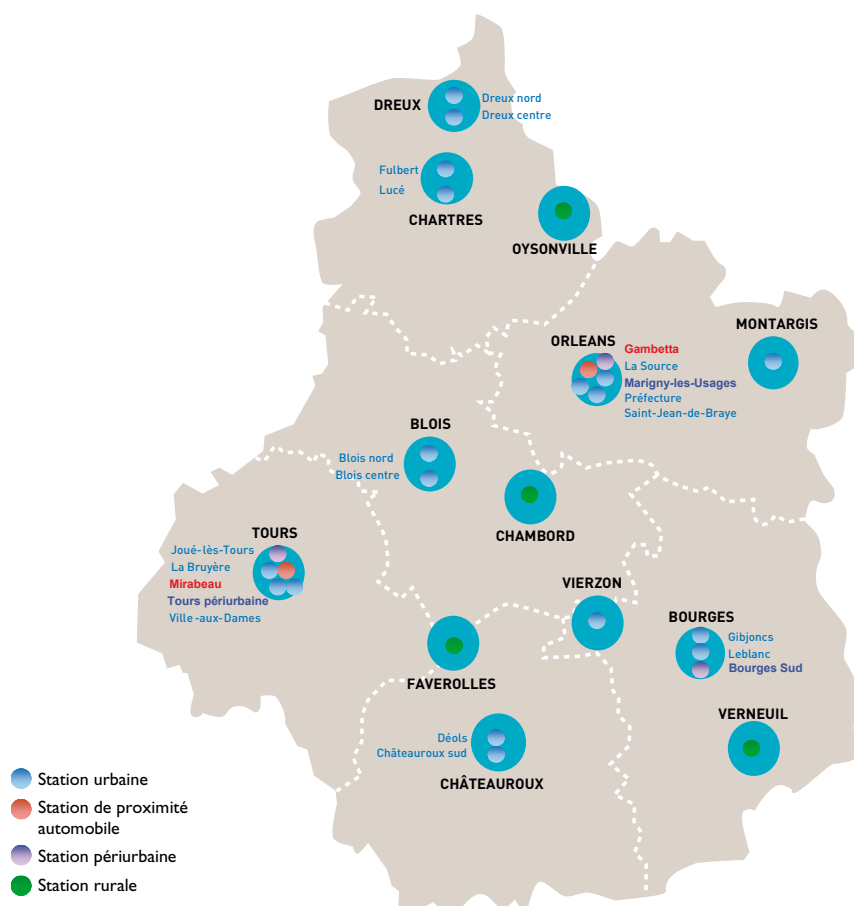 DREUX
Dreux nord
Dreux centre
Fulbert
Lucé
CHARTRES
OYSONVILLE
MONTARGIS
ORLEANS
Gambetta
La Source
Marigny-les-Usages
Préfecture
Saint-Jean-de-Braye
BLOIS
Blois nord
Blois centre
CHAMBORD
TOURS
Joué-lès-Tours
La Bruyère
Mirabeau
Tours périurbaine
Ville-aux-Dames
VIERZON
BOURGES
Gibjoncs
Leblanc
Bourges Sud
FAVEROLLES
VERNEUIL
Déols
Châteauroux sud
CHÂTEAUROUX
Station urbaine
Station de proximité
automobile
Station périurbaine
Station rurale